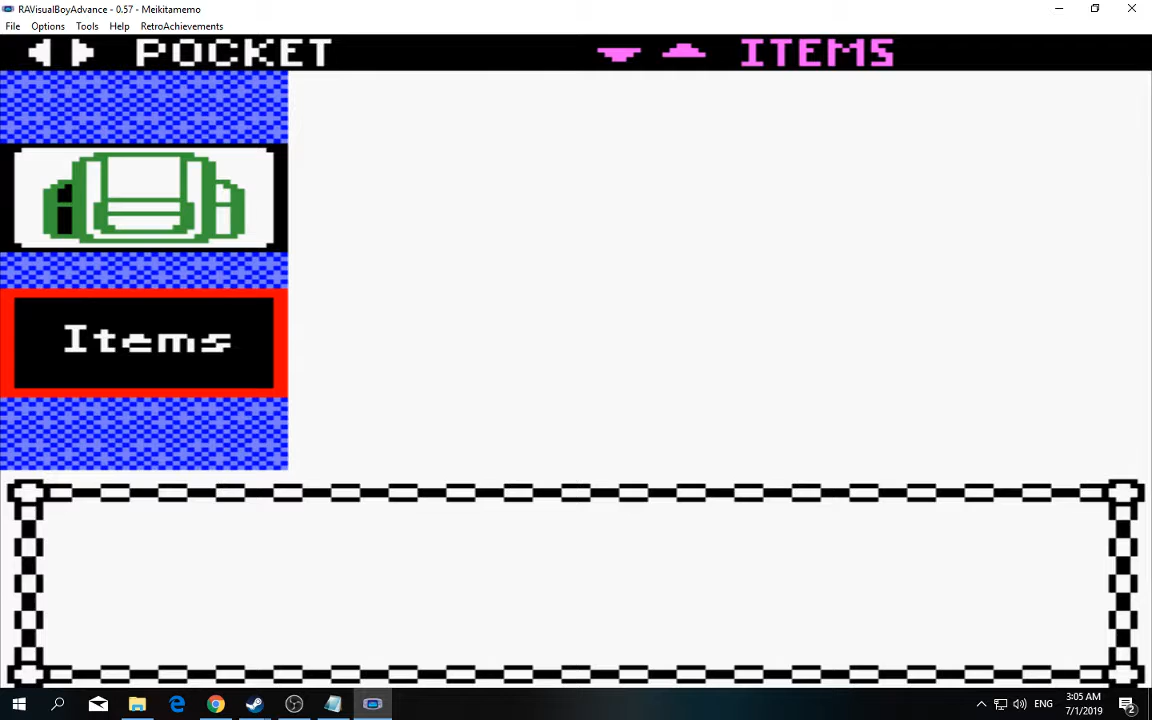 RAVisualBoyAdvance - 0.57 - Meikitamemo
File Options Tools Help RetroAchievements
POCKET ITEMS
Items
3:05 AM
ENG
7/1/2019
2